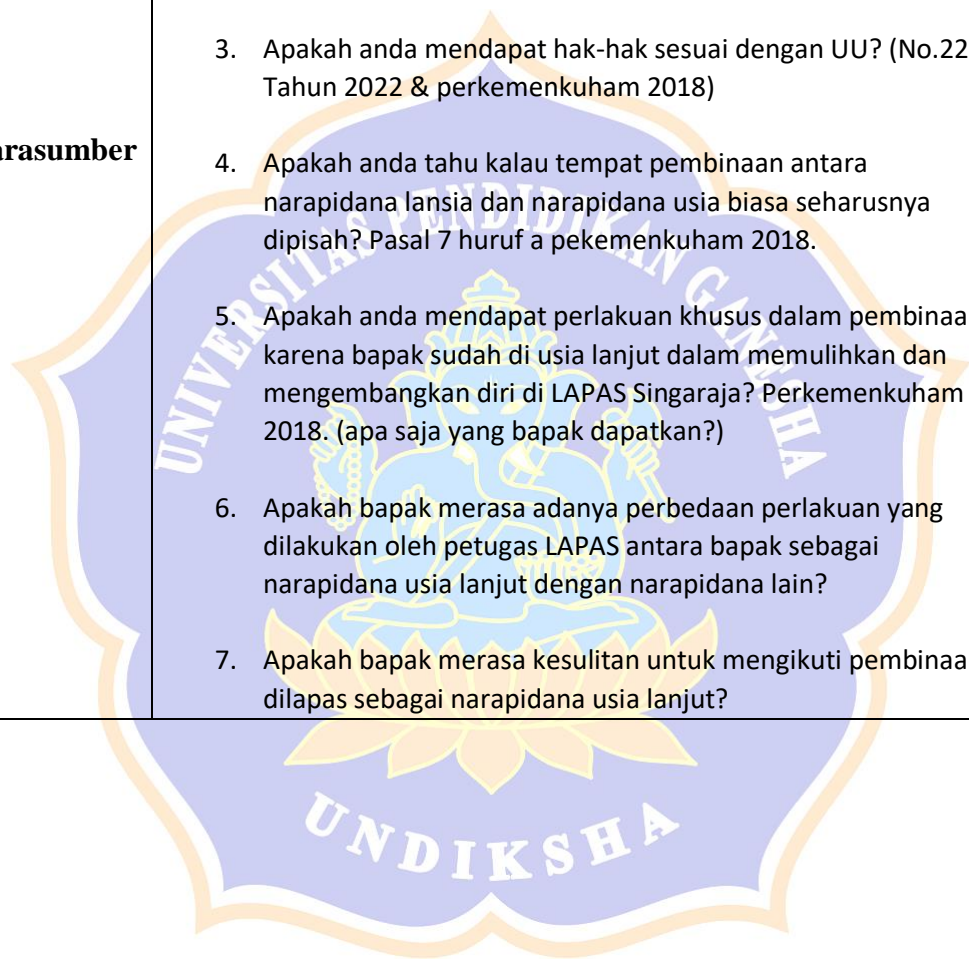 3. Apakah anda mendapat hak-hak sesuai dengan UU? (No.22
Tahun 2022 & perkemenkuham 2018)
arasumber
4. Apakah anda tahu kalau tempat pembinaan antara
narapidana lansia dan narapidana usia biasa seharusnya
dipisah? Pasal 7 huruf a pekemenkuham 2018.
5. Apakah anda mendapat perlakuan khusus dalam pembinaa
karena bapak sudah di usia lanjut dalam memulihkan dan
mengembangkan diri di LAPAS Singaraja? Perkemenkuham
2018. (apa saja yang bapak dapatkan?)
6. Apakah bapak merasa adanya perbedaan perlakuan yang
dilakukan oleh petugas LAPAS antara bapak sebagai
narapidana usia lanjut dengan narapidana lain?
7. Apakah bapak merasa kesulitan untuk mengikuti pembinaa
dilapas sebagai narapidana usia lanjut?
UNIVERSITAS PENDIDIKAN GANESHA
UNDIKSHA